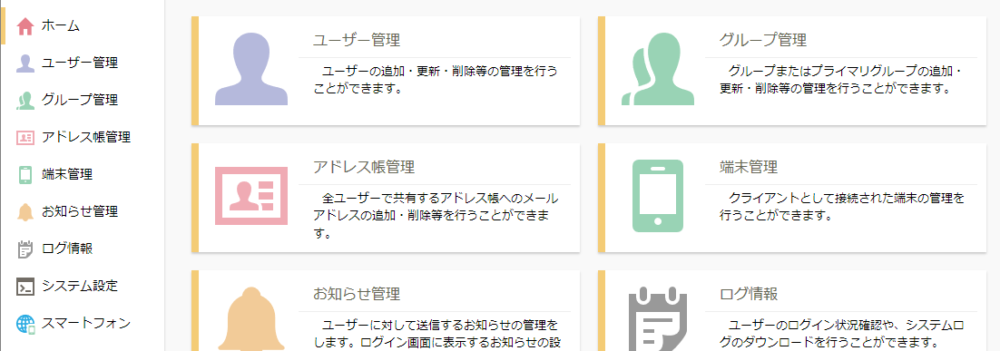 ホーム
ユーザー管理
グループ管理
アドレス帳管理
端末管理
お知らせ管理
ログ情報
システム設定
スマートフォン
ユーザー管理
ユーザーの追加・更新・削除等の管理を行う
ことができます。
グループ管理
グループまたはプライマリグループの追加・
更新・削除等の管理を行うことができます。
アドレス帳管理
全ユーザーで共有するアドレス帳へのメール
アドレスの追加・削除等を行うことができま
す。
端末管理
クライアントとして接続された端末の管理を
行うことができます。
お知らせ管理
ユーザーに対して送信するお知らせの管理を
します。ログイン画面に表示するお知らせの設
ログ情報
ユーザーのログイン状況確認や、システムロ
グのダウンロードを行うことができます。